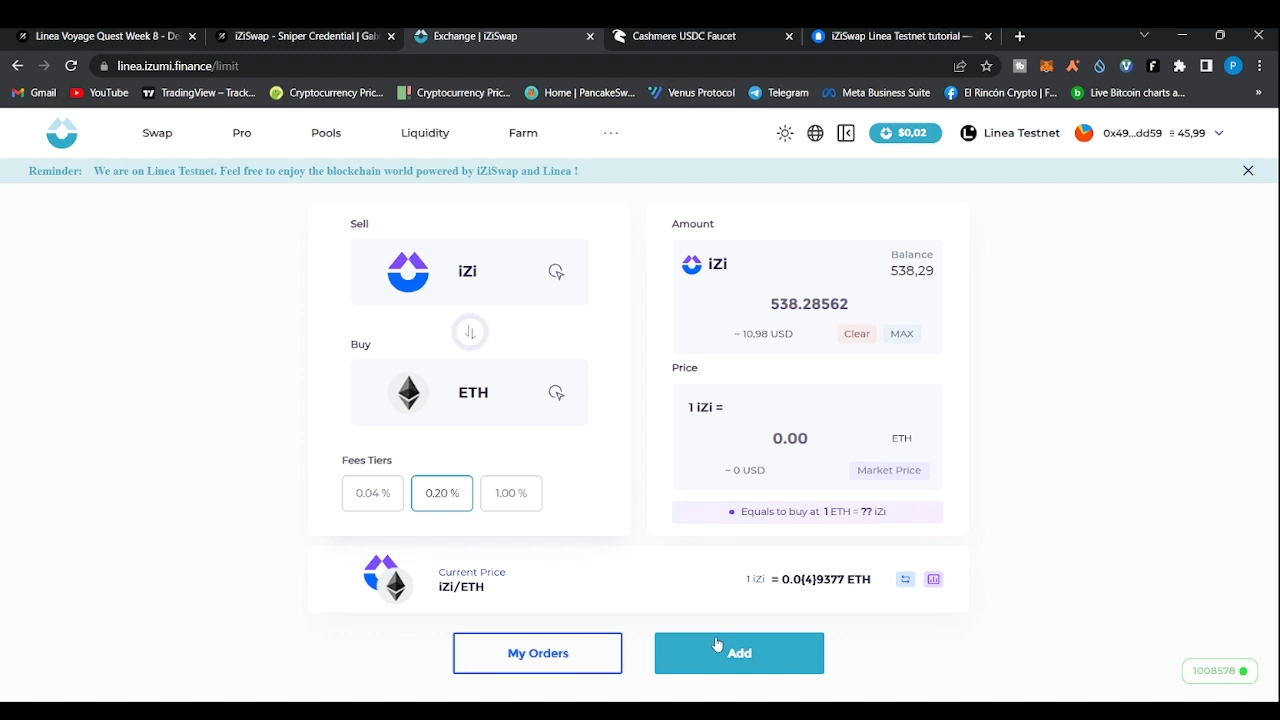 Linea Voyage Quest Week 8 - De
iZiSwap - Sniper Credential | Gal
Exchange | iZiSwap
Cashmere USDC Faucet
iZiSwap Linea Testnet tutorial —
linea.izumi.finance/limit
Gmail
YouTube
TradingView – Track...
Cryptocurrency Pric...
Cryptocurrency Pric...
Home | PancakeSw...
Venus Protocol
Telegram
Meta Business Suite
El Rincón Crypto | F...
Live Bitcoin charts a...
»
Swap
Pro
Pools
Liquidity
Farm
...
$0,02
Linea Testnet
0x49...dd59
45,99
Reminder: We are on Linea Testnet. Feel free to enjoy the blockchain world powered by iZiSwap and Linea !
Sell
iZi
Buy
ETH
Fees Tiers
0.04 %
0.20 %
1.00 %
Amount
iZi
Balance
538,29
538.28562
~ 10,98 USD
Clear
MAX
Price
1 iZi =
0.00
ETH
~ 0 USD
Market Price
Equals to buy at 1 ETH = ?? iZi
Current Price
iZi/ETH
1 iZi = 0.0{4}9377 ETH
My Orders
Add
1008578